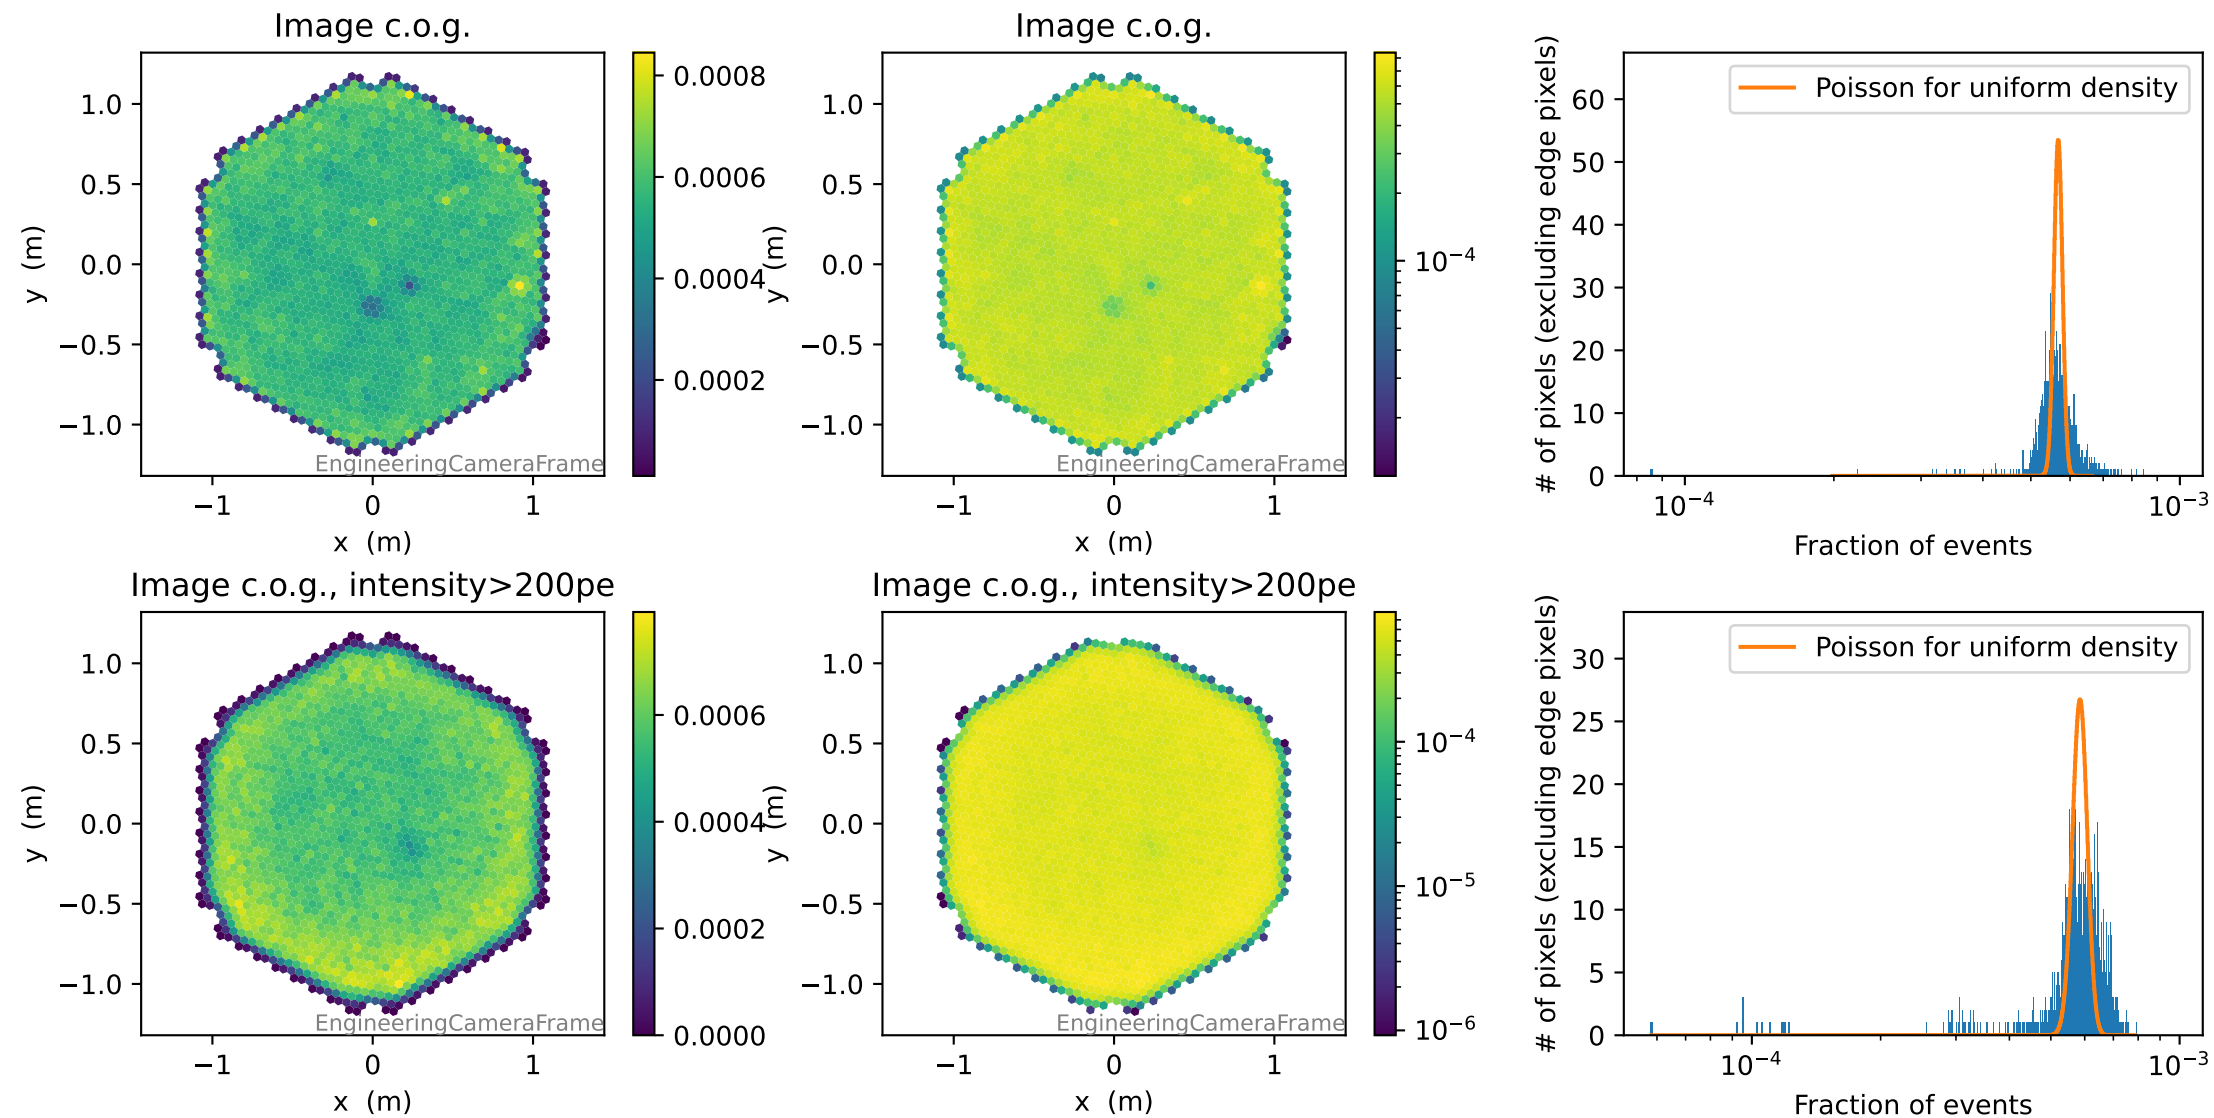 Image c.o.g.
1.0
0.5
0.0
−0.5
−1.0
y (m)
−1
0
1
x (m)
EngineeringCameraFrame
0.0008
0.0006
0.0004
0.0002
Image c.o.g.
1.0
0.5
0.0
−0.5
−1.0
y (m)
−1
0
1
x (m)
EngineeringCameraFrame
10⁻⁴
# of pixels (excluding edge pixels)
60
50
40
30
20
10
0
Poisson for uniform density
10⁻⁴
10⁻³
Fraction of events
Image c.o.g., intensity>200pe
1.0
0.5
0.0
−0.5
−1.0
y (m)
−1
0
1
x (m)
EngineeringCameraFrame
0.0006
0.0004
0.0002
0.0000
Image c.o.g., intensity>200pe
1.0
0.5
0.0
−0.5
−1.0
y (m)
−1
0
1
x (m)
EngineeringCameraFrame
10⁻⁴
10⁻⁵
10⁻⁶
# of pixels (excluding edge pixels)
30
25
20
15
10
5
0
Poisson for uniform density
10⁻⁴
10⁻³
Fraction of events